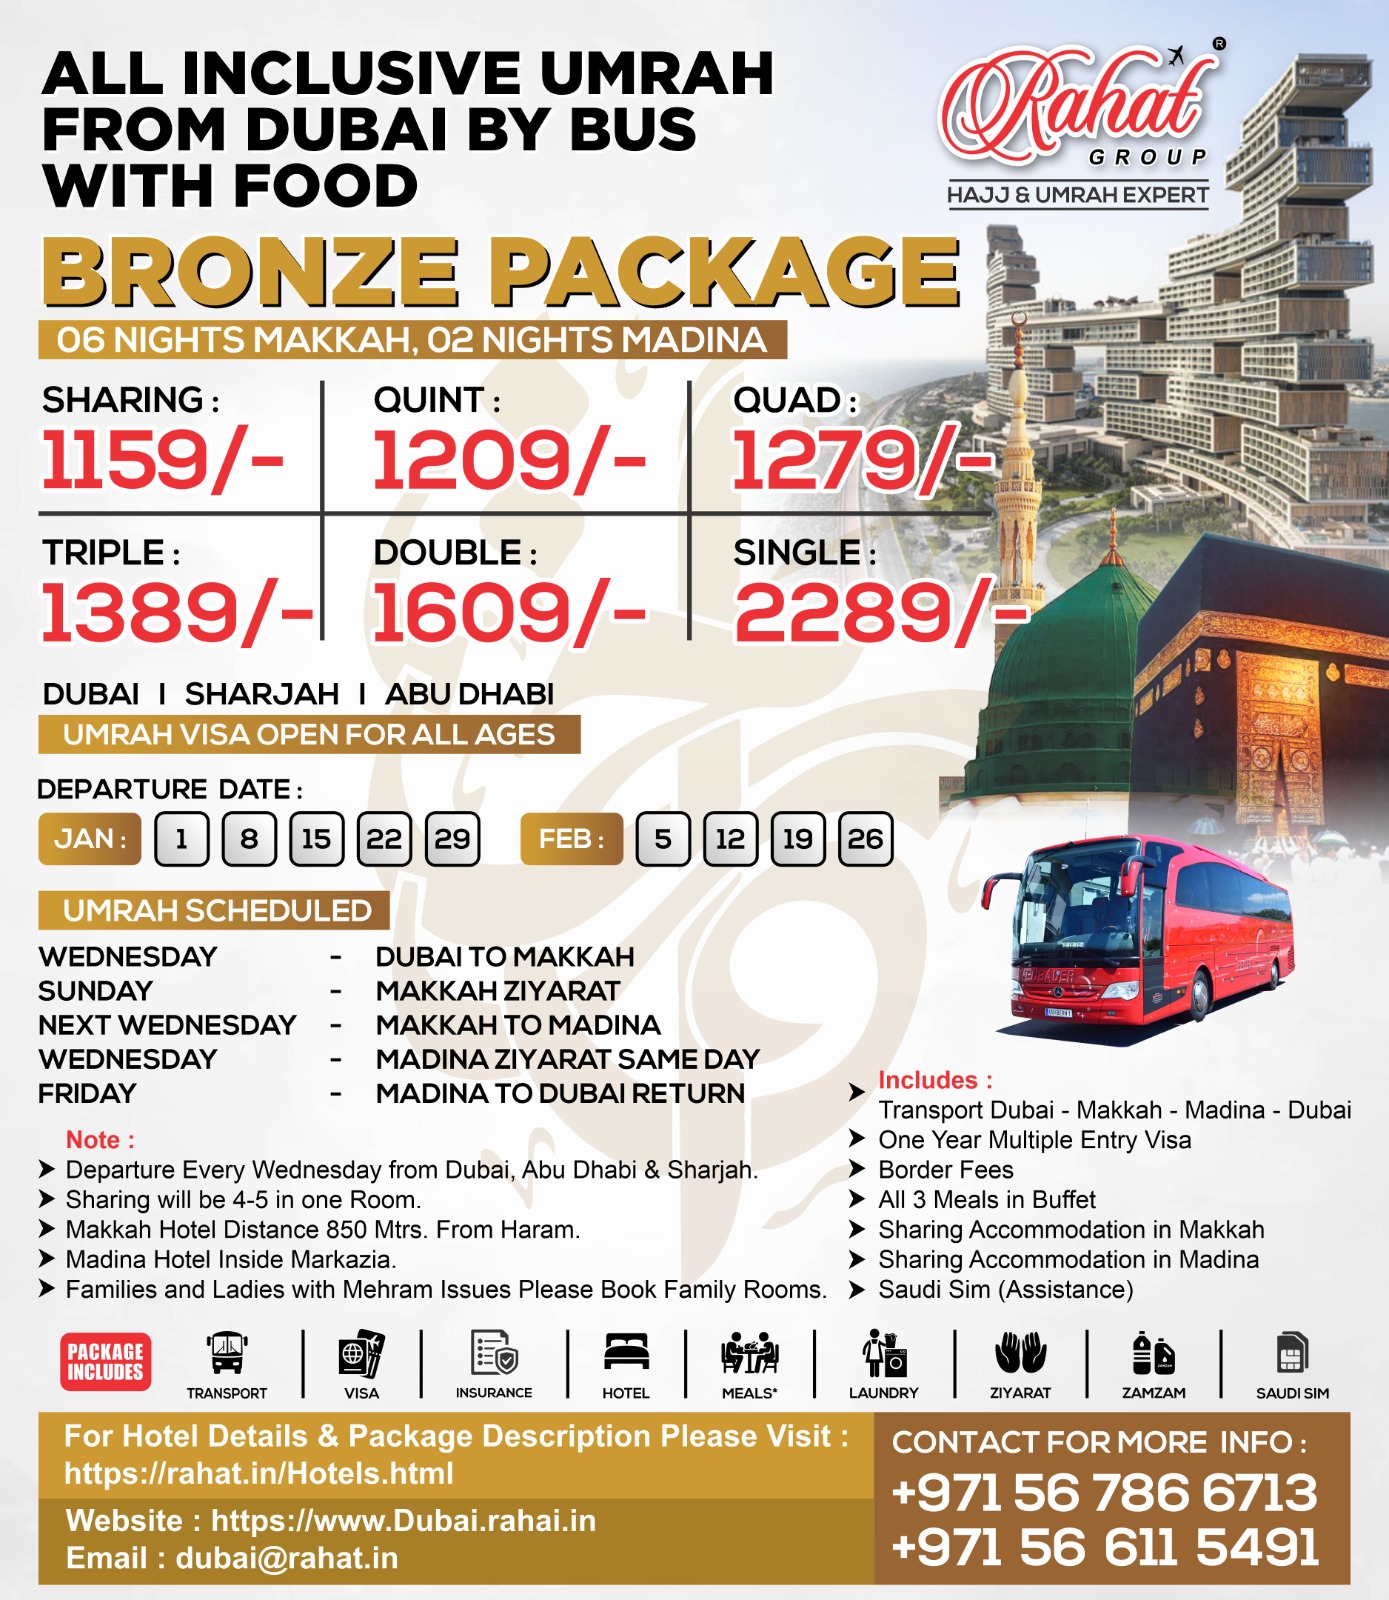 ALL INCLUSIVE UMRAH
FROM DUBAI BY BUS
WITH FOOD
Rahat ®
GROUP
HAJJ & UMRAH EXPERT
BRONZE PACKAGE
06 NIGHTS MAKKAH, 02 NIGHTS MADINA
SHARING :
1159/-
QUINT :
1209/-
QUAD :
1279/-
TRIPLE :
1389/-
DOUBLE :
1609/-
SINGLE :
2289/-
DUBAI I SHARJAH I ABU DHABI
UMRAH VISA OPEN FOR ALL AGES
DEPARTURE DATE :
JAN : 1 8 15 22 29
FEB : 5 12 19 26
UMRAH SCHEDULED
WEDNESDAY - DUBAI TO MAKKAH
SUNDAY - MAKKAH ZIYARAT
NEXT WEDNESDAY - MAKKAH TO MADINA
WEDNESDAY - MADINA ZIYARAT SAME DAY
FRIDAY - MADINA TO DUBAI RETURN
Note :
Departure Every Wednesday from Dubai, Abu Dhabi & Sharjah.
Sharing will be 4-5 in one Room.
Makkah Hotel Distance 850 Mtrs. From Haram.
Madina Hotel Inside Markazia.
Families and Ladies with Mehram Issues Please Book Family Rooms.
Includes :
Transport Dubai - Makkah - Madina - Dubai
One Year Multiple Entry Visa
Border Fees
All 3 Meals in Buffet
Sharing Accommodation in Makkah
Sharing Accommodation in Madina
Saudi Sim (Assistance)
PACKAGE
INCLUDES
TRANSPORT
VISA
INSURANCE
HOTEL
MEALS*
LAUNDRY
ZIYARAT
ZAMZAM
SAUDI SIM
For Hotel Details & Package Description Please Visit :
https://rahat.in/Hotels.html
Website : https://www.Dubai.rahai.in
Email : dubai@rahat.in
CONTACT FOR MORE INFO :
+971 56 786 6713
+971 56 611 5491